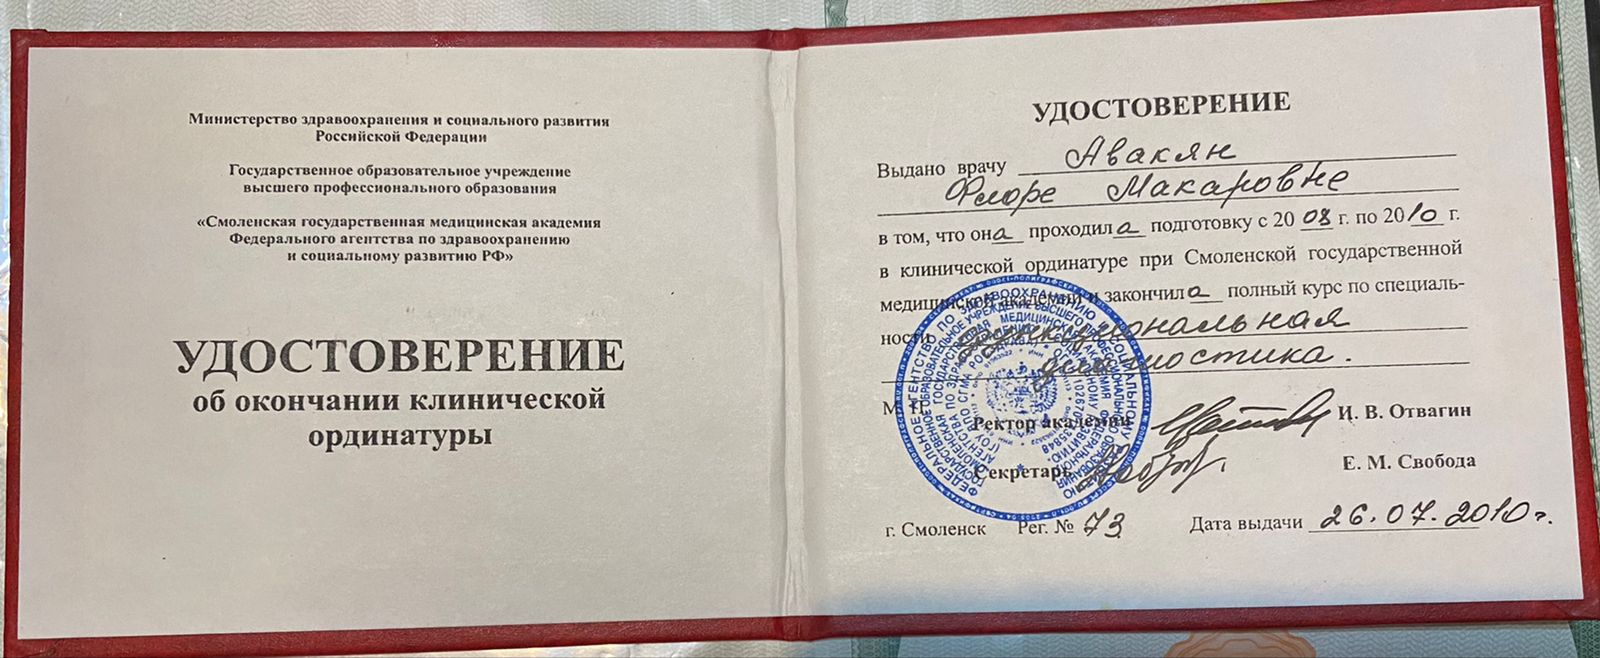 Министерство здравоохранения и социального развития
Российской Федерации
Государственное образовательное учреждение
высшего профессионального образования
«Смоленская государственная медицинская академия
Федерального агентства по здравоохранению
и социальному развитию РФ»
УДОСТОВЕРЕНИЕ
об окончании клинической
ординатуры
УДОСТОВЕРЕНИЕ
Выдано врачу Авакян
Флоре Макаровне
в том, что она проходила подготовку с 2008 г. по 2010 г.
в клинической ординатуре при Смоленской государственной
медицинской академии и закончила полный курс по специаль-
ности функциональная
диагностика.
М. П.
Ректор академии И. В. Отвагин
Секретарь Е. М. Свобода
г. Смоленск Рег. № 73 Дата выдачи 26.07.2010 г.